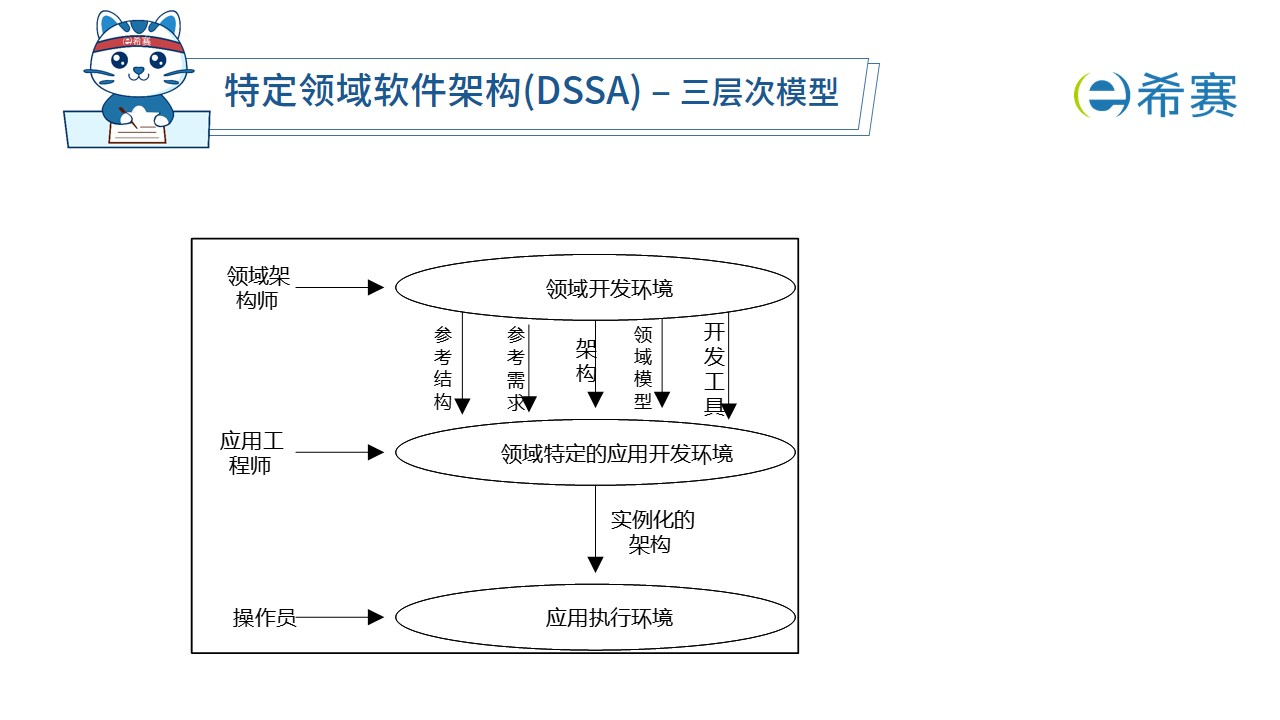 希赛
特定领域软件架构(DSSA) – 三层次模型
希赛
领域架
构师
领域开发环境
参考结构
参考需求
架构
领域模型
开发工具
应用工
程师
领域特定的应用开发环境
实例化的
架构
操作员
应用执行环境